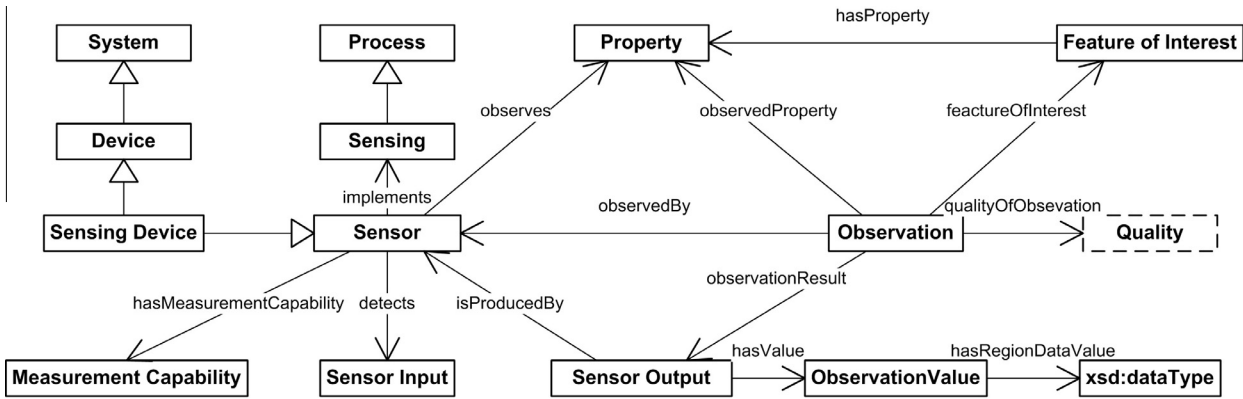 hasProperty
System
Process
Property
Feature of Interest
observes
observedProperty
feactureOfInterest
Device
Sensing
implements
observedBy
qualityOfObsevation
Sensing Device
Sensor
Observation
Quality
observationResult
hasMeasurementCapability
detects
isProducedBy
hasValue
hasRegionDataValue
Measurement Capability
Sensor Input
Sensor Output
ObservationValue
xsd:dataType